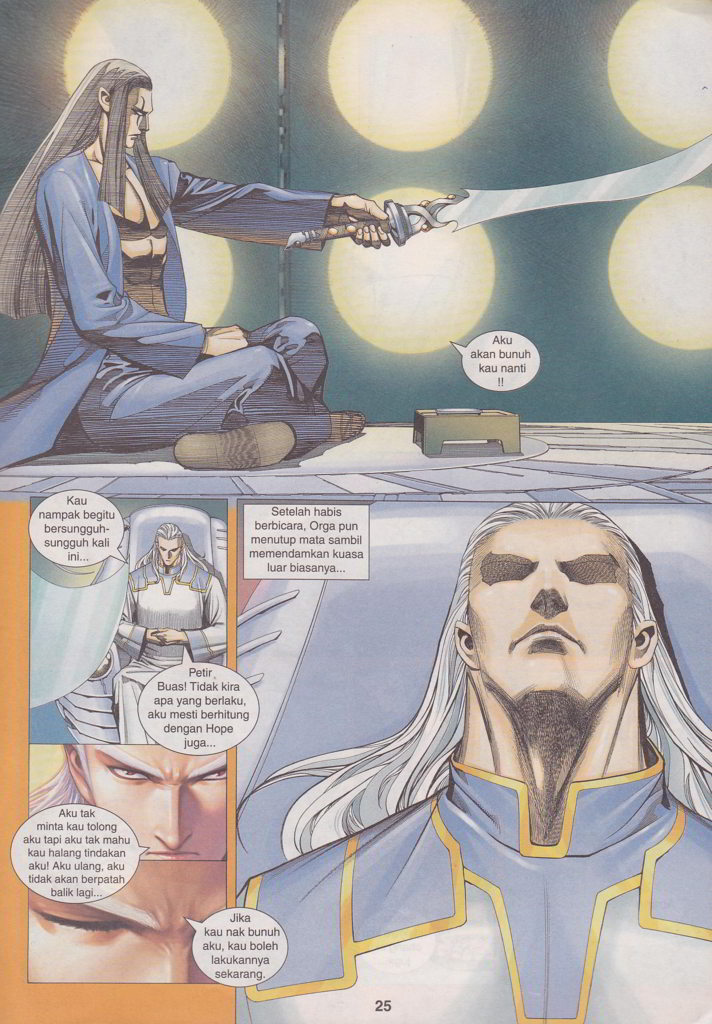 Aku
akan bunuh
kau nanti
!!
Kau
nampak begitu
bersungguh-
sungguh kali
ini...
Petir
Buas! Tidak kira
apa yang berlaku,
aku mesti berhitung
dengan Hope
juga...
Aku tak
minta kau tolong
aku tapi aku tak mahu
kau halang tindakan
aku! Aku ulang, aku
tidak akan berpatah
balik lagi...
Jika
kau nak bunuh
aku, kau boleh
lakukannya
sekarang.
Setelah habis
berbicara, Orga pun
menutup mata sambil
memendamkan kuasa
luar biasanya...
25